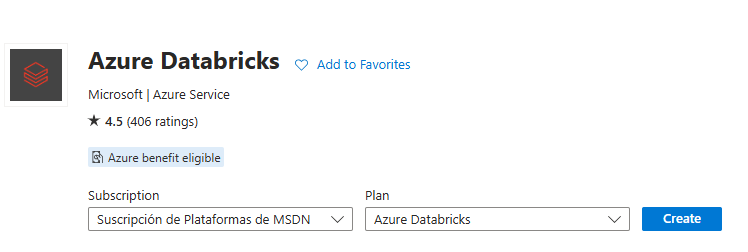 Azure Databricks
Add to Favorites
Microsoft | Azure Service
★ 4.5 (406 ratings)
Azure benefit eligible
Subscription
Plan
Suscripción de Plataformas de MSDN
Azure Databricks
Create